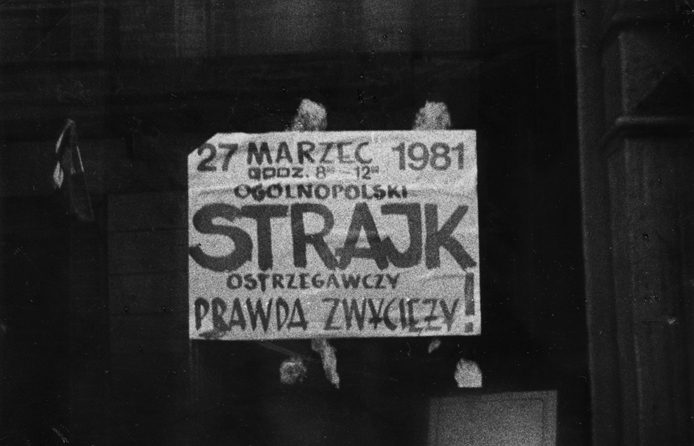 27 MARZEC 1981
GODZ. 8⁰⁰ - 12⁰⁰
OGÓLNOPOLSKI
STRAJK
OSTRZEGAWCZY
PRAWDA ZWYCIĘŻY!